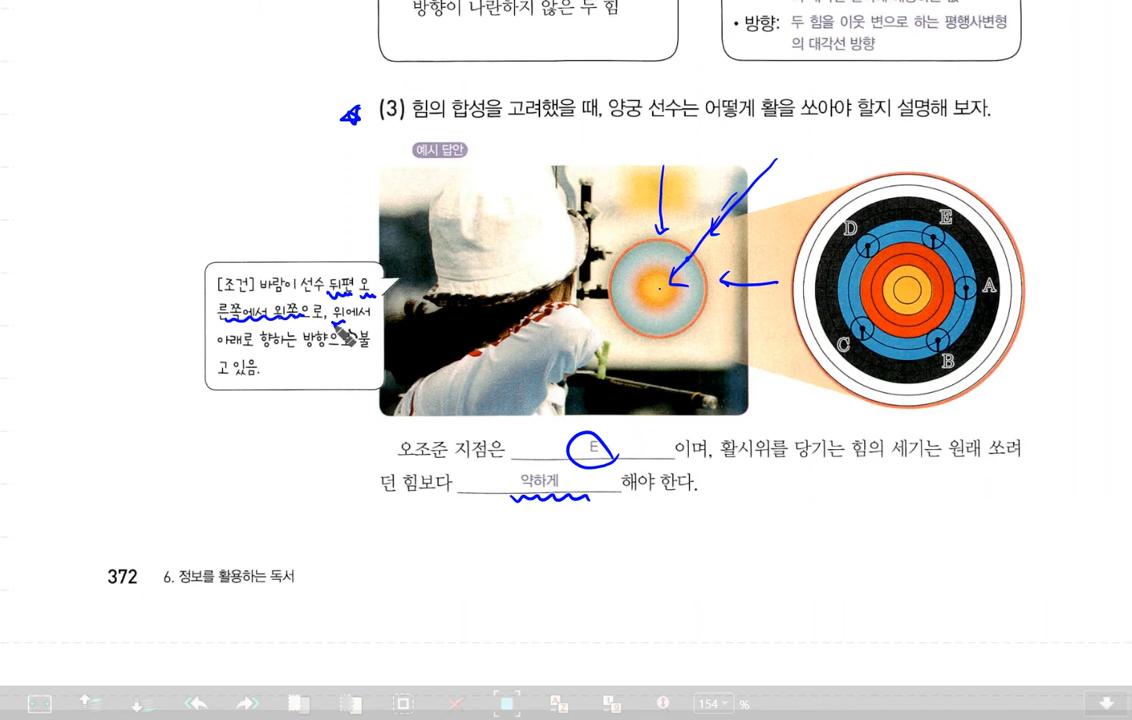 방향이 나란하지 않은 두 힘
• 방향: 두 힘을 이웃 변으로 하는 평행사변형
의 대각선 방향
(3) 힘의 합성을 고려했을 때, 양궁 선수는 어떻게 활을 쏘아야 할지 설명해 보자.
예시 답안
[조건] 바람이 선수 뒤편 오
른쪽에서 왼쪽으로, 위에서
아래로 향하는 방향으로 불
고 있음.
D
E
A
C
B
오조준 지점은 E 이며, 활시위를 당기는 힘의 세기는 원래 쏘려
던 힘보다 약하게 해야 한다.
372 6. 정보를 활용하는 독서
154 %